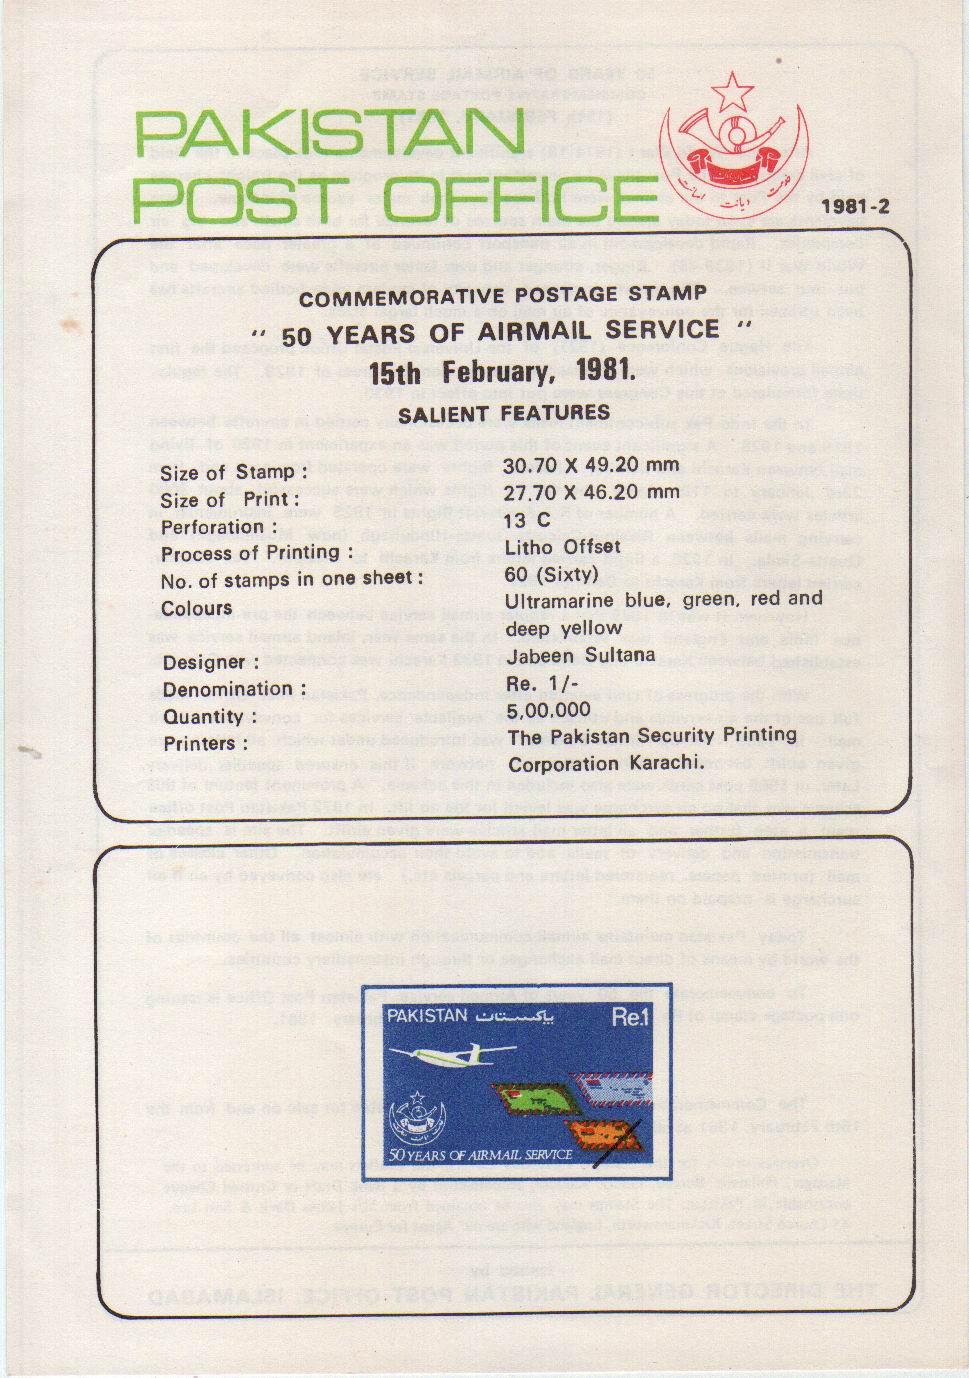 PAKISTAN
POST OFFICE
خدمت دیانت امانت
1981-2
COMMEMORATIVE POSTAGE STAMP
" 50 YEARS OF AIRMAIL SERVICE "
15th February, 1981.
SALIENT FEATURES
Size of Stamp : 30.70 X 49.20 mm
Size of Print : 27.70 X 46.20 mm
Perforation : 13 C
Process of Printing : Litho Offset
No. of stamps in one sheet : 60 (Sixty)
Colours Ultramarine blue, green, red and
deep yellow
Designer : Jabeen Sultana
Denomination : Re. 1/-
Quantity : 5,00,000
Printers : The Pakistan Security Printing
Corporation Karachi.
PAKISTAN پاکستان Re.1
50 YEARS OF AIRMAIL SERVICE